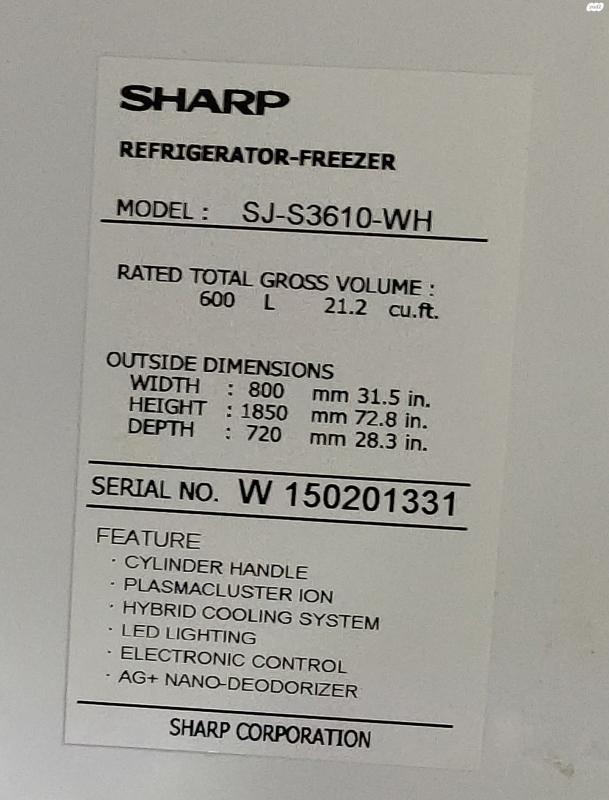 SHARP
REFRIGERATOR-FREEZER
MODEL : SJ-S3610-WH
RATED TOTAL GROSS VOLUME :
600 L 21.2 cu.ft.
OUTSIDE DIMENSIONS
WIDTH : 800 mm 31.5 in.
HEIGHT : 1850 mm 72.8 in.
DEPTH : 720 mm 28.3 in.
SERIAL NO. W 150201331
FEATURE
· CYLINDER HANDLE
· PLASMACLUSTER ION
· HYBRID COOLING SYSTEM
· LED LIGHTING
· ELECTRONIC CONTROL
· AG+ NANO-DEODORIZER
SHARP CORPORATION